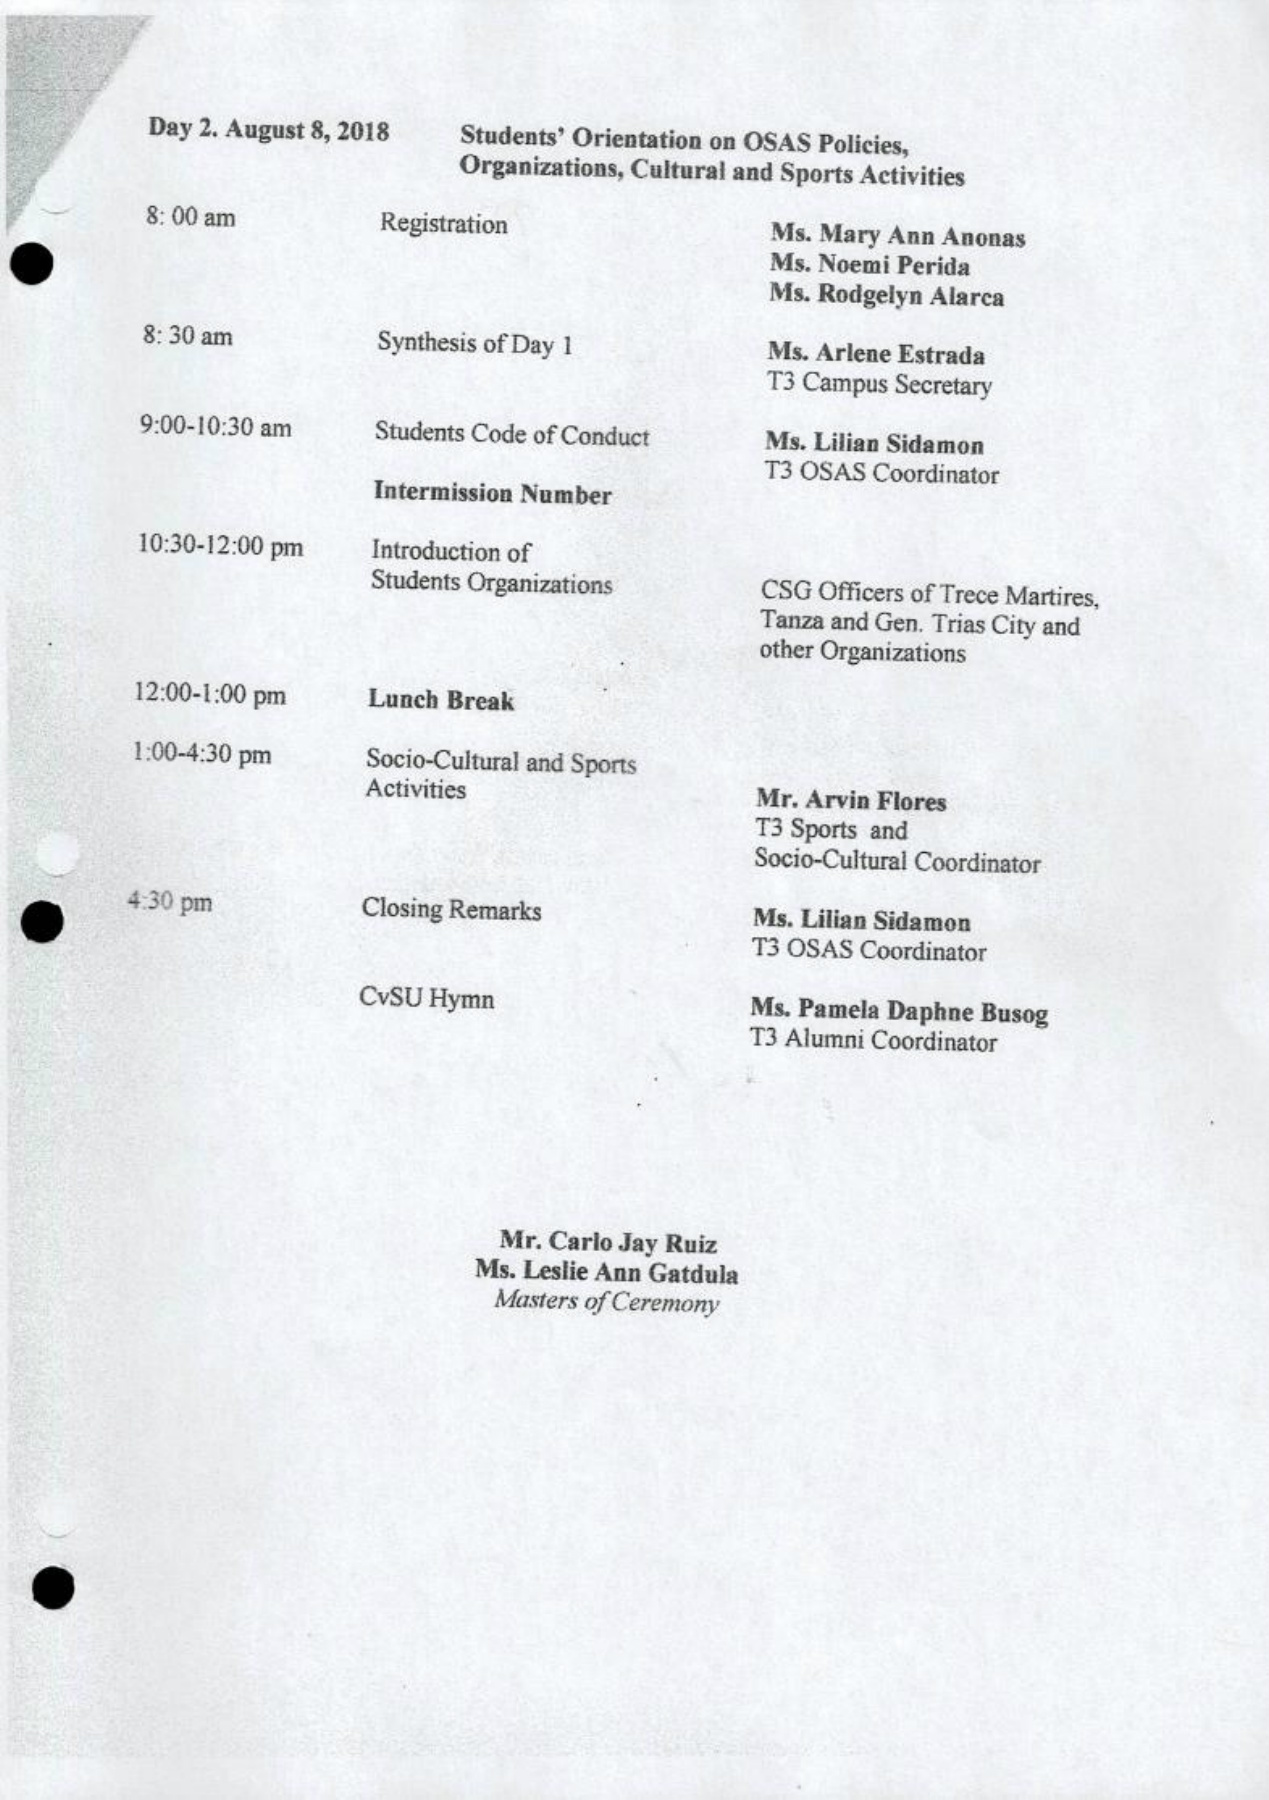 Day 2. August 8, 2018
Students' Orientation on OSAS Policies,
Organizations, Cultural and Sports Activities
8: 00 am
Registration
Ms. Mary Ann Anonas
Ms. Noemi Perida
Ms. Rodgelyn Alarca
8: 30 am
Synthesis of Day 1
Ms. Arlene Estrada
T3 Campus Secretary
9:00-10:30 am
Students Code of Conduct
Ms. Lilian Sidamon
T3 OSAS Coordinator
Intermission Number
10:30-12:00 pm
Introduction of
Students Organizations
CSG Officers of Trece Martires,
Tanza and Gen. Trias City and
other Organizations
12:00-1:00 pm
Lunch Break
1:00-4:30 pm
Socio-Cultural and Sports
Activities
Mr. Arvin Flores
T3 Sports and
Socio-Cultural Coordinator
4:30 pm
Closing Remarks
Ms. Lilian Sidamon
T3 OSAS Coordinator
CvSU Hymn
Ms. Pamela Daphne Busog
T3 Alumni Coordinator
Mr. Carlo Jay Ruiz
Ms. Leslie Ann Gatdula
Masters of Ceremony